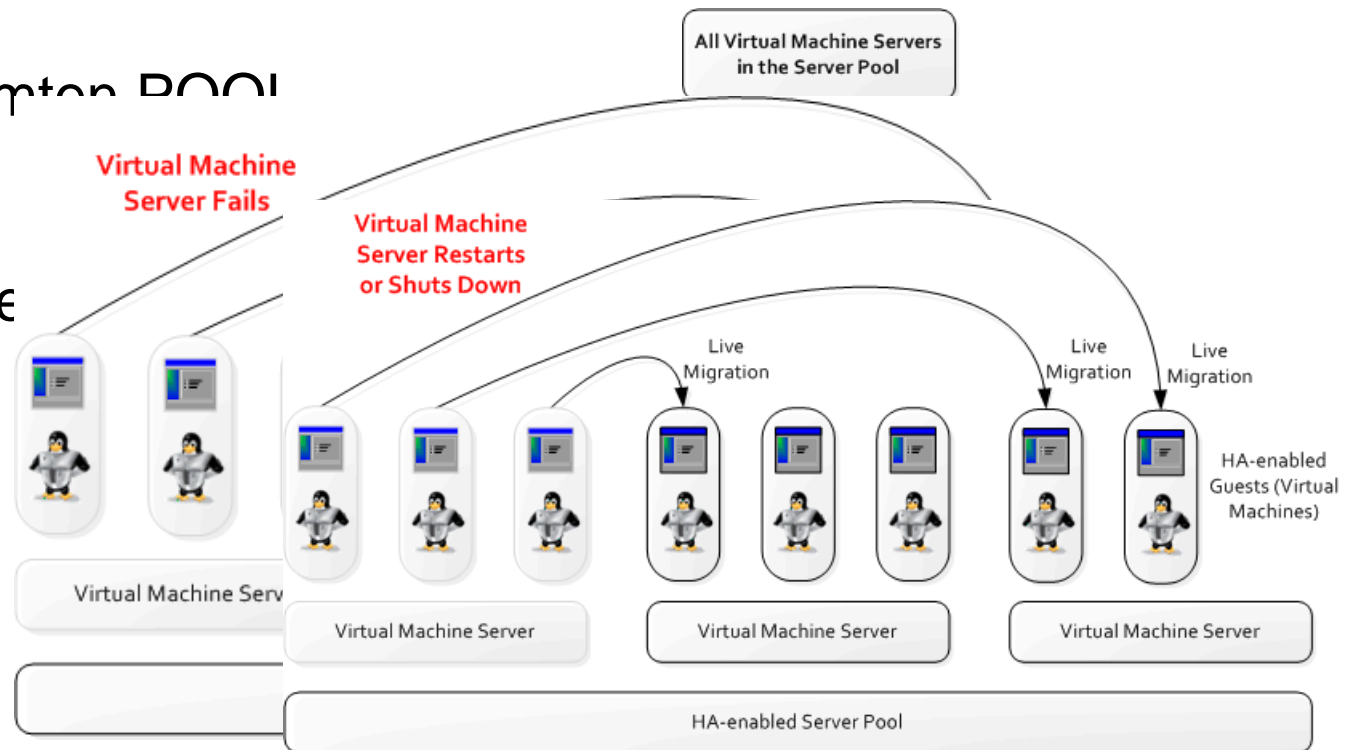 All Virtual Machine Servers
in the Server Pool
Virtual Machine
Server Fails
Virtual Machine
Server Restarts
or Shuts Down
Live
Migration
Live
Migration
Live
Migration
HA-enabled
Guests (Virtual
Machines)
Virtual Machine
Virtual Machine Server
Virtual Machine Server
Virtual Machine Server
HA-enabled Server Pool